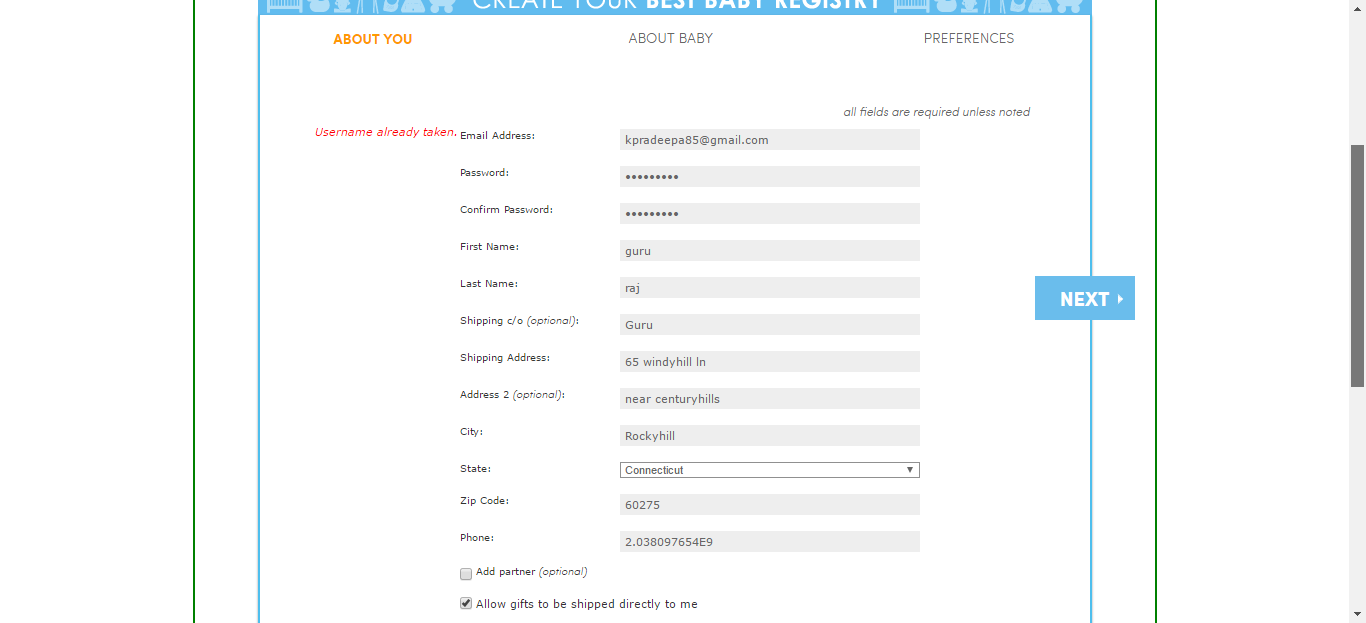 CREATE YOUR BEST BABY REGISTRY
ABOUT YOU ABOUT BABY PREFERENCES
all fields are required unless noted
Username already taken. Email Address: kpradeepa85@gmail.com
Password: •••••••••
Confirm Password: •••••••••
First Name: guru
Last Name: raj
NEXT
Shipping c/o (optional): Guru
Shipping Address: 65 windyhill ln
Address 2 (optional): near centuryhills
City: Rockyhill
State: Connecticut
Zip Code: 60275
Phone: 2.038097654E9
Add partner (optional)
Allow gifts to be shipped directly to me